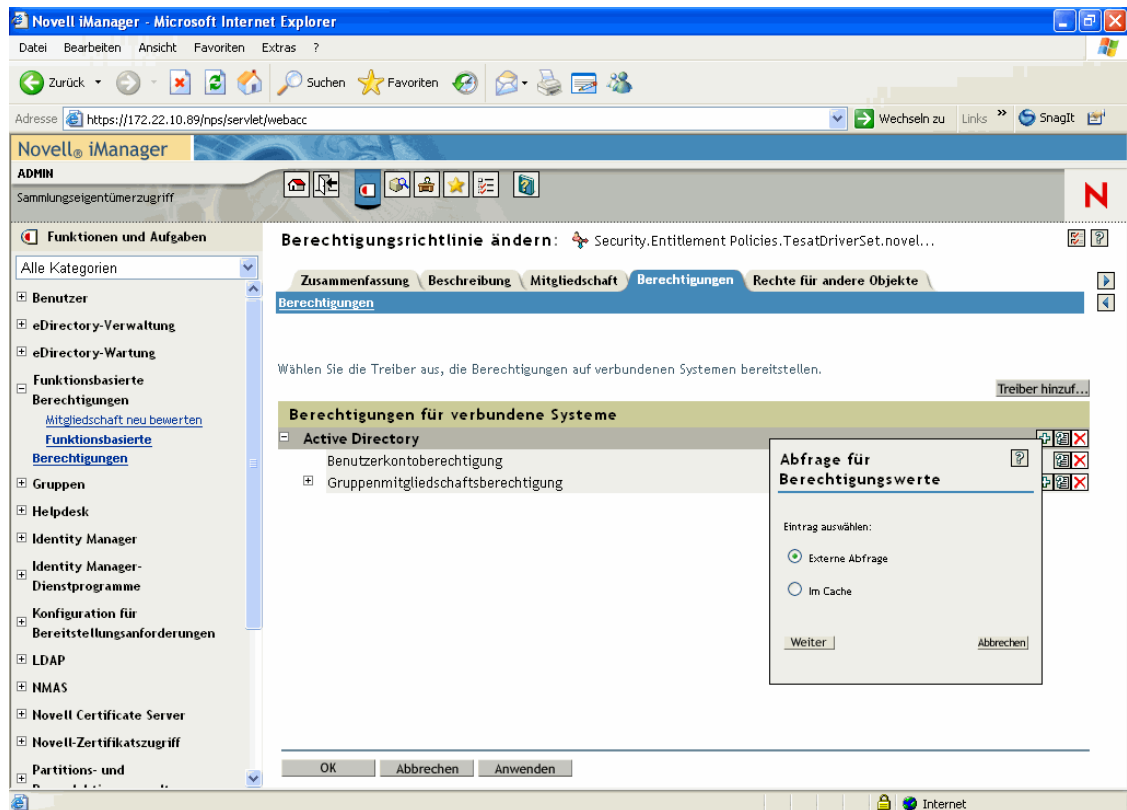 Novell iManager - Microsoft Internet Explorer
Datei Bearbeiten Ansicht Favoriten Extras ?
Zurück Suchen Favoriten
Adresse https://172.22.10.89/nps/servlet/webacc Wechseln zu Links » SnagIt
Novell® iManager
ADMIN
Sammlungseigentümerzugriff
N
Funktionen und Aufgaben
Alle Kategorien
Benutzer
eDirectory-Verwaltung
eDirectory-Wartung
Funktionsbasierte
Berechtigungen
Mitgliedschaft neu bewerten
Funktionsbasierte
Berechtigungen
Gruppen
Helpdesk
Identity Manager
Identity Manager-
Dienstprogramme
Konfiguration für
Bereitstellungsanforderungen
LDAP
NMAS
Novell Certificate Server
Novell-Zertifikatszugriff
Partitions- und
Berechtigungsrichtlinie ändern: Security.Entitlement Policies.TesatDriverSet.novel...
Zusammenfassung Beschreibung Mitgliedschaft Berechtigungen Rechte für andere Objekte
Berechtigungen
Wählen Sie die Treiber aus, die Berechtigungen auf verbundenen Systemen bereitstellen.
Treiber hinzuf...
Berechtigungen für verbundene Systeme
Active Directory
Benutzerkontoberechtigung
Gruppenmitgliedschaftsberechtigung
Abfrage für
Berechtigungswerte
Eintrag auswählen:
Externe Abfrage
Im Cache
Weiter Abbrechen
OK Abbrechen Anwenden
Internet